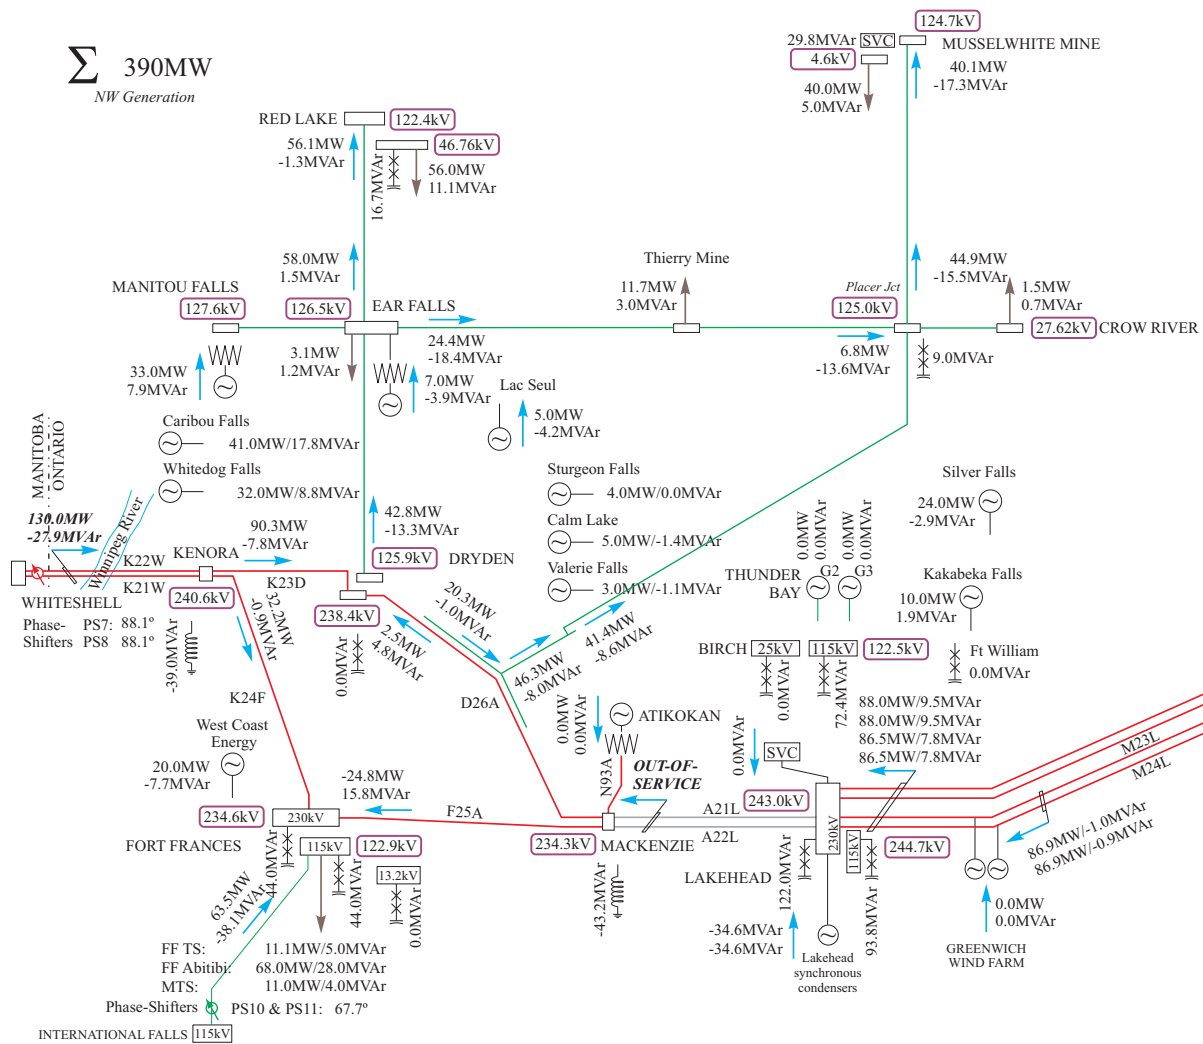 Σ 390MW
NW Generation
124.7kV
29.8MVAr SVC
MUSSELWHITE MINE
4.6kV
40.1MW
-17.3MVAr
40.0MW
5.0MVAr
RED LAKE
122.4kV
56.1MW
-1.3MVAr
46.76kV
16.7MVAr
56.0MW
11.1MVAr
58.0MW
1.5MVAr
Thierry Mine
44.9MW
-15.5MVAr
MANITOU FALLS
127.6kV
126.5kV
EAR FALLS
11.7MW
3.0MVAr
Placer Jct
125.0kV
1.5MW
0.7MVAr
27.62kV
CROW RIVER
24.4MW
-18.4MVAr
3.1MW
1.2MVAr
6.8MW
-13.6MVAr
9.0MVAr
33.0MW
7.9MVAr
7.0MW
-3.9MVAr
Lac Seul
5.0MW
-4.2MVAr
Caribou Falls
41.0MW/17.8MVAr
Whitedog Falls
32.0MW/8.8MVAr
MANITOBA
ONTARIO
Sturgeon Falls
4.0MW/0.0MVAr
Calm Lake
5.0MW/-1.4MVAr
Valerie Falls
3.0MW/-1.1MVAr
Silver Falls
24.0MW
-2.9MVAr
130.0MW
-27.9MVAr
Winnipeg River
90.3MW
-7.8MVAr
42.8MW
-13.3MVAr
K22W
KENORA
125.9kV
DRYDEN
0.0MW
0.0MVAr
0.0MW
0.0MVAr
THUNDER
BAY
G2
G3
Kakabeka Falls
10.0MW
1.9MVAr
K21W
K23D
WHITESHELL
Phase-
Shifters
PS7: 88.1º
PS8 88.1º
240.6kV
238.4kV
32.2MW
-0.9MVAr
-39.0MVAr
20.3MW
-1.0MVAr
2.5MW
4.8MVAr
0.0MVAr
46.3MW
-8.0MVAr
41.4MW
-8.6MVAr
BIRCH
25kV
115kV
122.5kV
Ft William
0.0MVAr
0.0MVAr
72.4MVAr
K24F
D26A
West Coast
Energy
20.0MW
-7.7MVAr
0.0MW
0.0MVAr
ATIKOKAN
N93A
OUT-OF-
SERVICE
88.0MW/9.5MVAr
88.0MW/9.5MVAr
86.5MW/7.8MVAr
86.5MW/7.8MVAr
0.0MVAr
SVC
M23L
M24L
-24.8MW
15.8MVAr
234.6kV
230kV
F25A
243.0kV
A21L
A22L
230kV
FORT FRANCES
115kV
122.9kV
234.3kV
MACKENZIE
115kV
244.7kV
86.9MW/-1.0MVAr
86.9MW/-0.9MVAr
44.0MVAr
44.0MVAr
13.2kV
0.0MVAr
-43.2MVAr
LAKEHEAD
122.0MVAr
93.8MVAr
63.5MW
-38.1MVAr
0.0MW
0.0MVAr
-34.6MVAr
-34.6MVAr
GREENWICH
WIND FARM
Lakehead
synchronous
condensers
FF TS: 11.1MW/5.0MVAr
FF Abitibi: 68.0MW/28.0MVAr
MTS: 11.0MW/4.0MVAr
Phase-Shifters PS10 & PS11: 67.7º
INTERNATIONAL FALLS 115kV